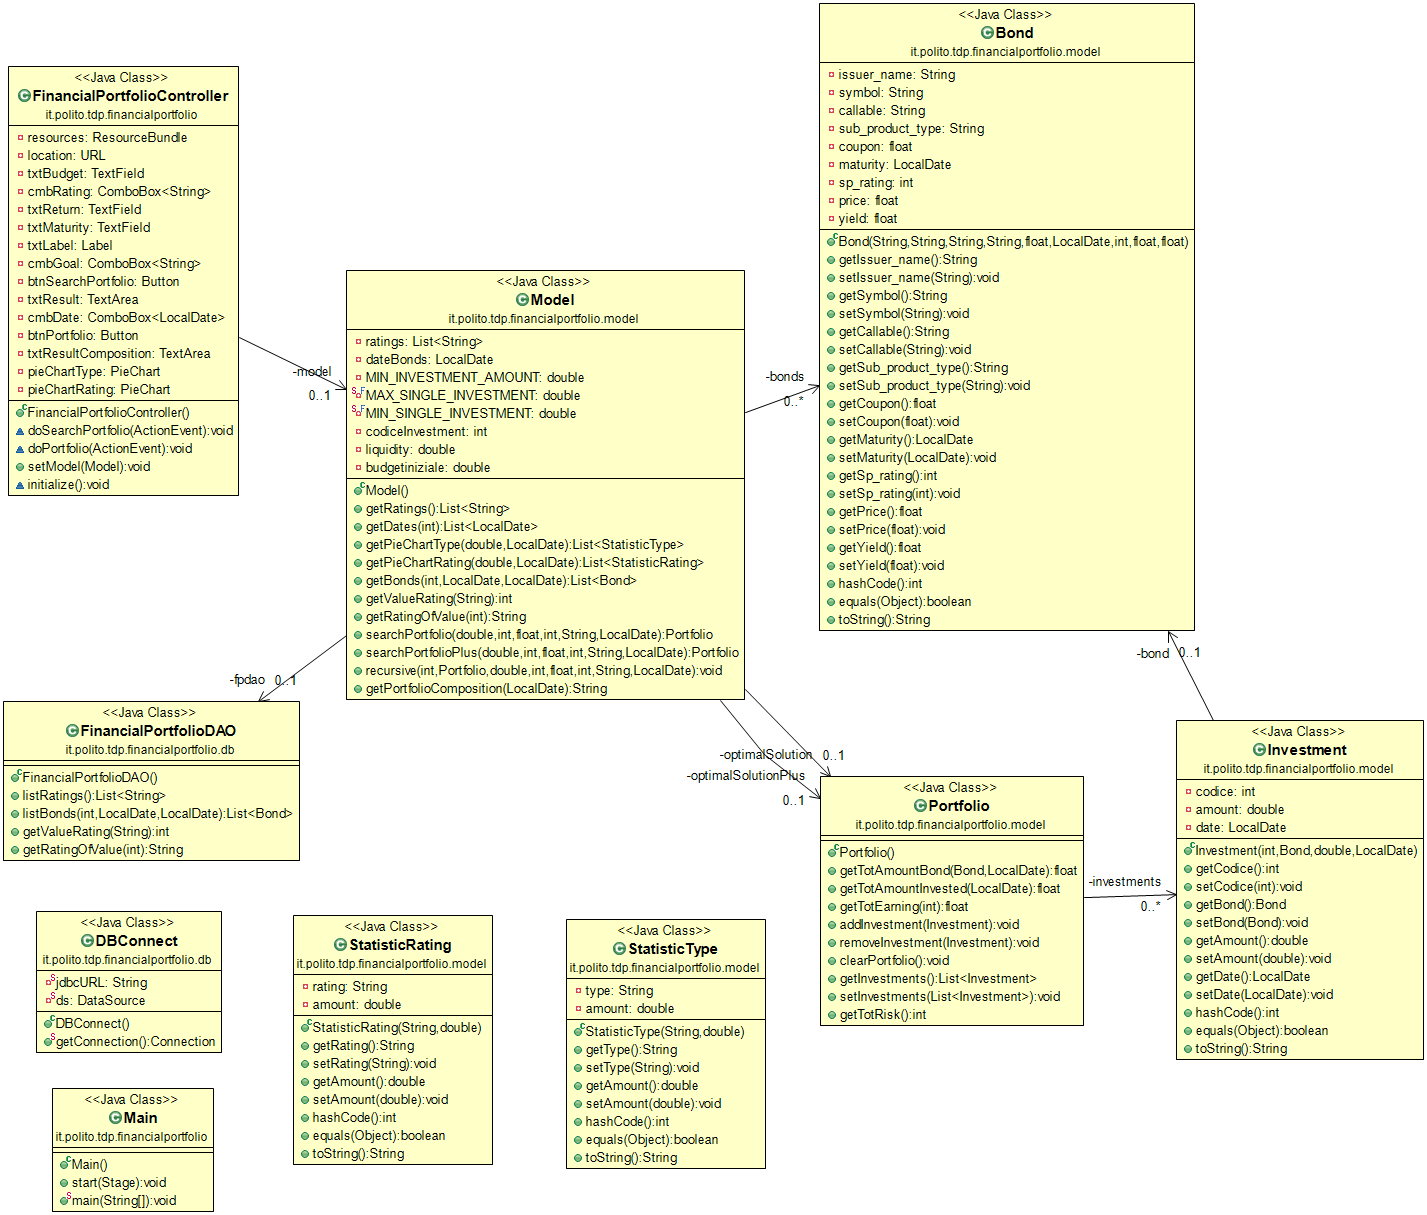 <<Java Class>>
FinancialPortfolioController
it.polito.tdp.financialportfolio
resources: ResourceBundle
location: URL
txtBudget: TextField
cmbRating: ComboBox<String>
txtReturn: TextField
txtMaturity: TextField
txtLabel: Label
cmbGoal: ComboBox<String>
btnSearchPortfolio: Button
txtResult: TextArea
cmbDate: ComboBox<LocalDate>
btnPortfolio: Button
txtResultComposition: TextArea
pieChartType: PieChart
pieChartRating: PieChart
FinancialPortfolioController()
doSearchPortfolio(ActionEvent):void
doPortfolio(ActionEvent):void
setModel(Model):void
initialize():void
-model
0..1
<<Java Class>>
Model
it.polito.tdp.financialportfolio.model
ratings: List<String>
dateBonds: LocalDate
MIN_INVESTMENT_AMOUNT: double
MAX_SINGLE_INVESTMENT: double
MIN_SINGLE_INVESTMENT: double
codiceInvestment: int
liquidity: double
budgetiniziale: double
Model()
getRatings():List<String>
getDates(int):List<LocalDate>
getPieChartType(double,LocalDate):List<StatisticType>
getPieChartRating(double,LocalDate):List<StatisticRating>
getBonds(int,LocalDate,LocalDate):List<Bond>
getValueRating(String):int
getRatingOfValue(int):String
searchPortfolio(double,int,float,int,String,LocalDate):Portfolio
searchPortfolioPlus(double,int,float,int,String,LocalDate):Portfolio
recursive(int,Portfolio,double,int,float,int,String,LocalDate):void
getPortfolioComposition(LocalDate):String
-bonds
0..*
<<Java Class>>
Bond
it.polito.tdp.financialportfolio.model
issuer_name: String
symbol: String
callable: String
sub_product_type: String
coupon: float
maturity: LocalDate
sp_rating: int
price: float
yield: float
Bond(String,String,String,String,float,LocalDate,int,float,float)
getIssuer_name():String
setIssuer_name(String):void
getSymbol():String
setSymbol(String):void
getCallable():String
setCallable(String):void
getSub_product_type():String
setSub_product_type(String):void
getCoupon():float
setCoupon(float):void
getMaturity():LocalDate
setMaturity(LocalDate):void
getSp_rating():int
setSp_rating(int):void
getPrice():float
setPrice(float):void
getYield():float
setYield(float):void
hashCode():int
equals(Object):boolean
toString():String
-bond
0..1
-fpdao
0..1
<<Java Class>>
FinancialPortfolioDAO
it.polito.tdp.financialportfolio.db
FinancialPortfolioDAO()
listRatings():List<String>
listBonds(int,LocalDate,LocalDate):List<Bond>
getValueRating(String):int
getRatingOfValue(int):String
-optimalSolution
0..1
-optimalSolutionPlus
0..1
<<Java Class>>
Portfolio
it.polito.tdp.financialportfolio.model
Portfolio()
getTotAmountBond(Bond,LocalDate):float
getTotAmountInvested(LocalDate):float
getTotEarning(int):float
addInvestment(Investment):void
removeInvestment(Investment):void
clearPortfolio():void
getInvestments():List<Investment>
setInvestments(List<Investment>):void
getTotRisk():int
-investments
0..*
<<Java Class>>
Investment
it.polito.tdp.financialportfolio.model
codice: int
amount: double
date: LocalDate
Investment(int,Bond,double,LocalDate)
getCodice():int
setCodice(int):void
getBond():Bond
setBond(Bond):void
getAmount():double
setAmount(double):void
getDate():LocalDate
setDate(LocalDate):void
hashCode():int
equals(Object):boolean
toString():String
<<Java Class>>
DBConnect
it.polito.tdp.financialportfolio.db
jdbcURL: String
ds: DataSource
DBConnect()
getConnection():Connection
<<Java Class>>
StatisticRating
it.polito.tdp.financialportfolio.model
rating: String
amount: double
StatisticRating(String,double)
getRating():String
setRating(String):void
getAmount():double
setAmount(double):void
hashCode():int
equals(Object):boolean
toString():String
<<Java Class>>
StatisticType
it.polito.tdp.financialportfolio.model
type: String
amount: double
StatisticType(String,double)
getType():String
setType(String):void
getAmount():double
setAmount(double):void
hashCode():int
equals(Object):boolean
toString():String
<<Java Class>>
Main
it.polito.tdp.financialportfolio
Main()
start(Stage):void
main(String[]):void